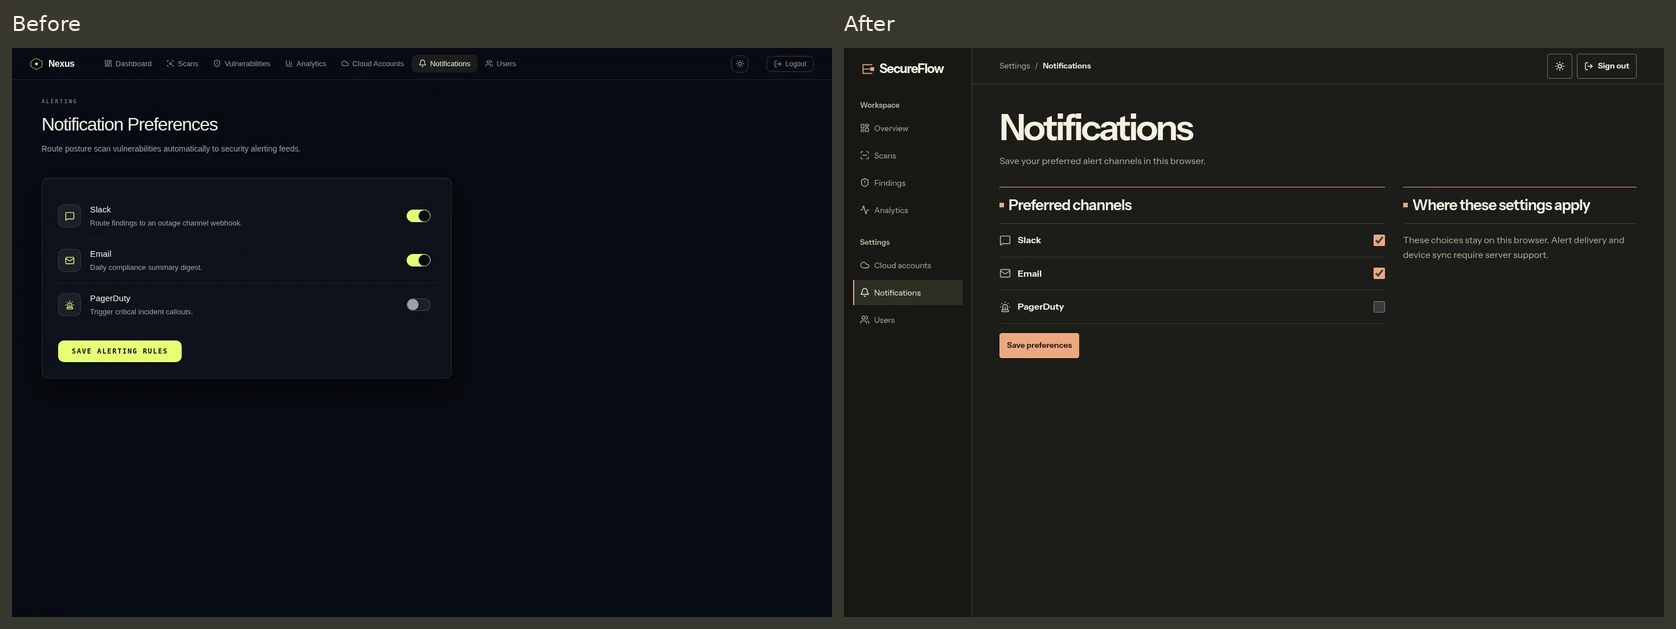 Before
Nexus
Dashboard
Scans
Vulnerabilities
Analytics
Cloud Accounts
Notifications
Users
Logout
ALERTING
Notification Preferences
Route posture scan vulnerabilities automatically to security alerting feeds.
Slack
Route findings to an outage channel webhook.
Email
Daily compliance summary digest.
PagerDuty
Trigger critical incident callouts.
SAVE ALERTING RULES
After
SecureFlow
Workspace
Overview
Scans
Findings
Analytics
Settings
Cloud accounts
Notifications
Users
Settings / Notifications
Sign out
Notifications
Save your preferred alert channels in this browser.
Preferred channels
Slack
Email
PagerDuty
Save preferences
Where these settings apply
These choices stay on this browser. Alert delivery and
device sync require server support.